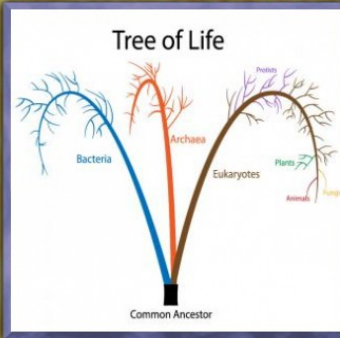 Tree of Life
Protists
Archaea
Bacteria
Plants
Eukaryotes
Animals
Fungi
Common Ancestor